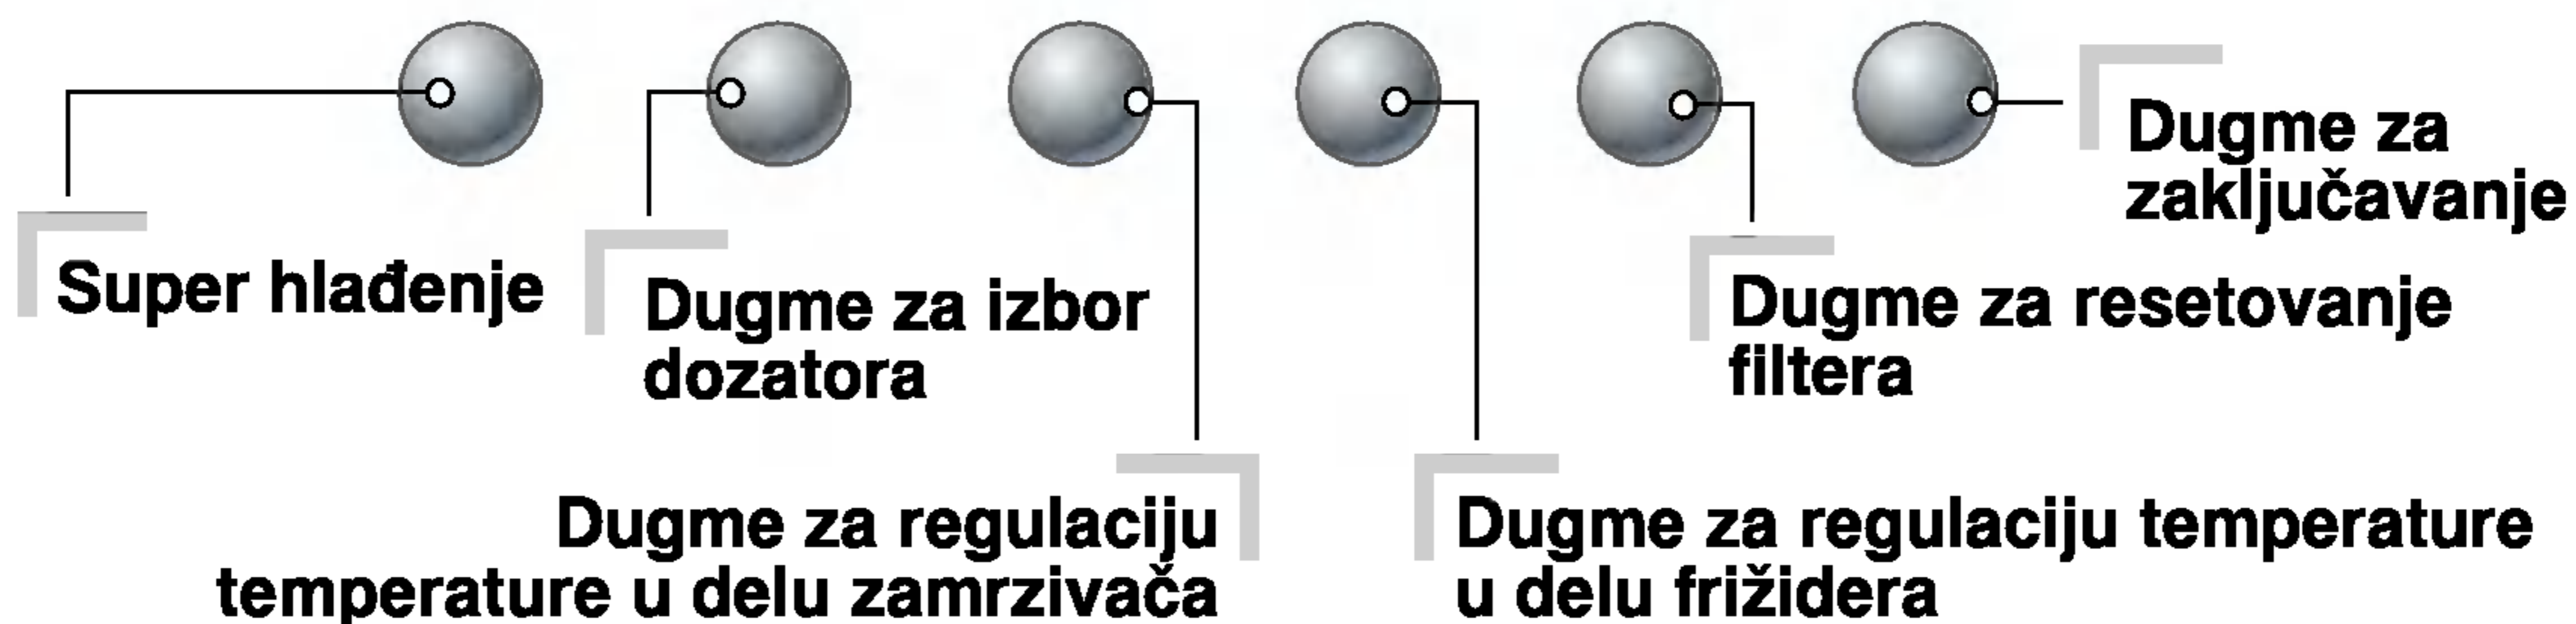 Super hlađenje
Dugme za izbor
dozatora
Dugme za regulaciju
temperature u delu zamrzivača
Dugme za regulaciju temperature
u delu frižidera
Dugme za resetovanje
filtera
Dugme za
zaključavanje